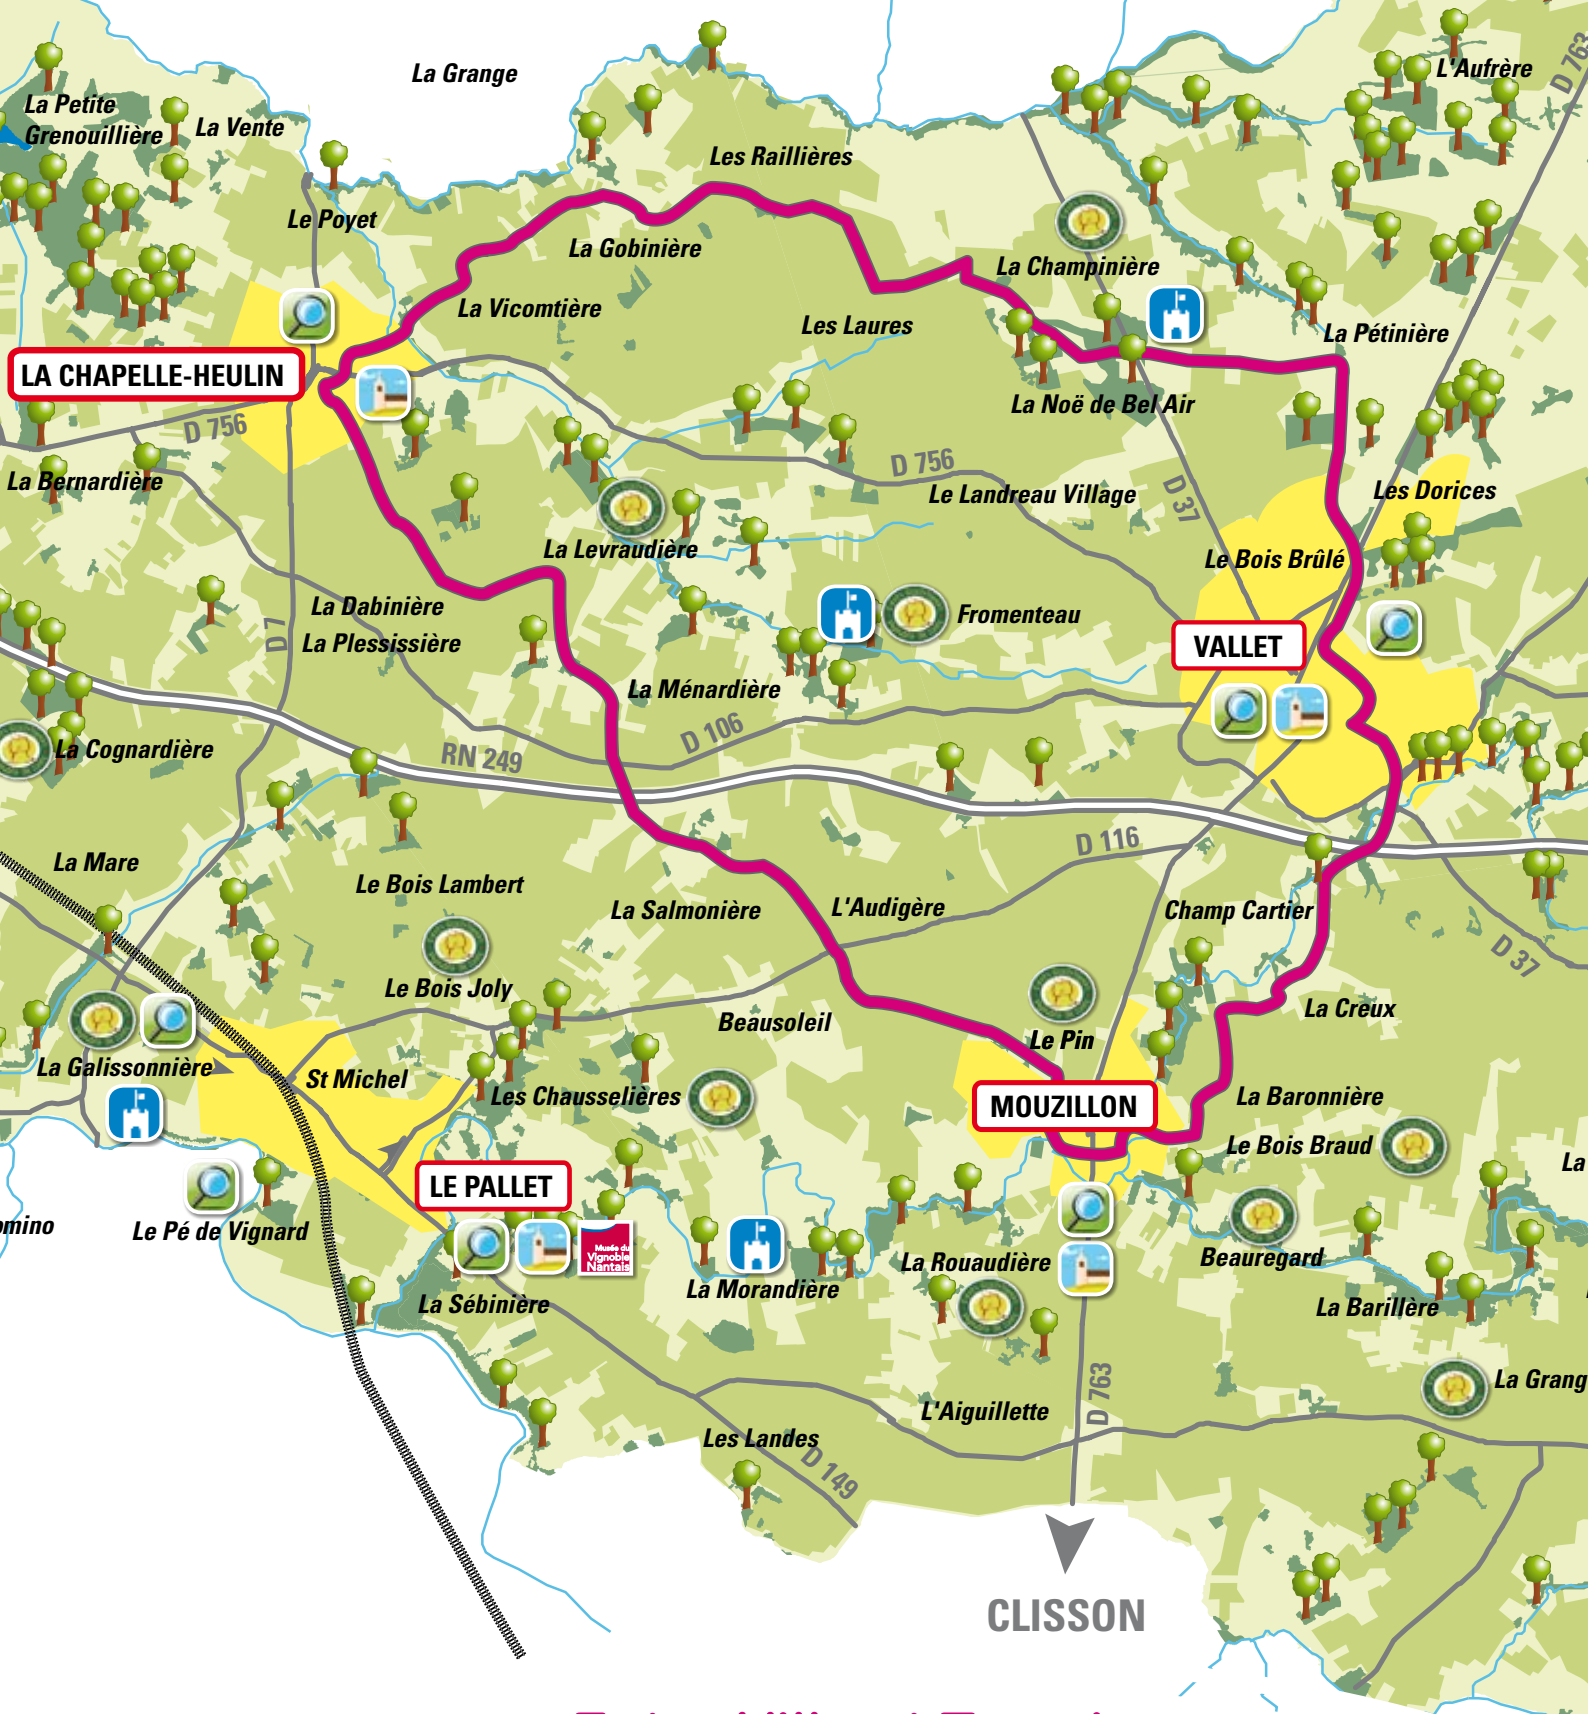 La Grange
L'Aufrère
D 763
La Petite
Grenouillière
La Vente
Les Raillières
Le Poyet
La Gobinière
La Champinière
La Vicomtière
Les Laures
La Pétinière
LA CHAPELLE-HEULIN
La Noë de Bel Air
D 756
D 756
La Bernardière
Le Landreau Village
D 37
Les Dorices
La Levraudière
Le Bois Brûlé
La Dabinière
Fromenteau
D 7
La Plessissière
VALLET
La Ménardière
La Cognardière
RN 249
D 106
D 116
La Mare
Le Bois Lambert
La Salmonière
L'Audigère
Champ Cartier
D 37
Le Bois Joly
Beausoleil
La Creux
Le Pin
La Galissonnière
St Michel
Les Chausselières
MOUZILLON
La Baronnière
Le Bois Braud
La
LE PALLET
omino
Le Pé de Vignard
Musée du
Vignoble
Nantais
La Rouaudière
Beauregard
La Morandière
La Sébinière
La Barillère
D 763
La Grang
L'Aiguillette
Les Landes
D 149
CLISSON